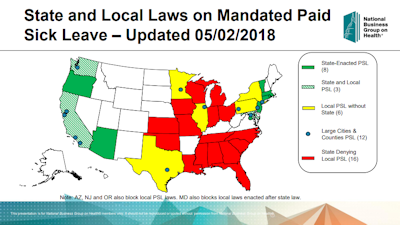 State and Local Laws on Mandated Paid
Sick Leave – Updated 05/02/2018
National
Business
Group on
Health
State-Enacted PSL
(8)
State and Local
PSL (3)
Local PSL without
State (6)
Large Cities &
Counties PSL (12)
State Denying
Local PSL (16)
Note: AZ, NJ and OR also block local PSL laws. MD also blocks local laws enacted after state law.